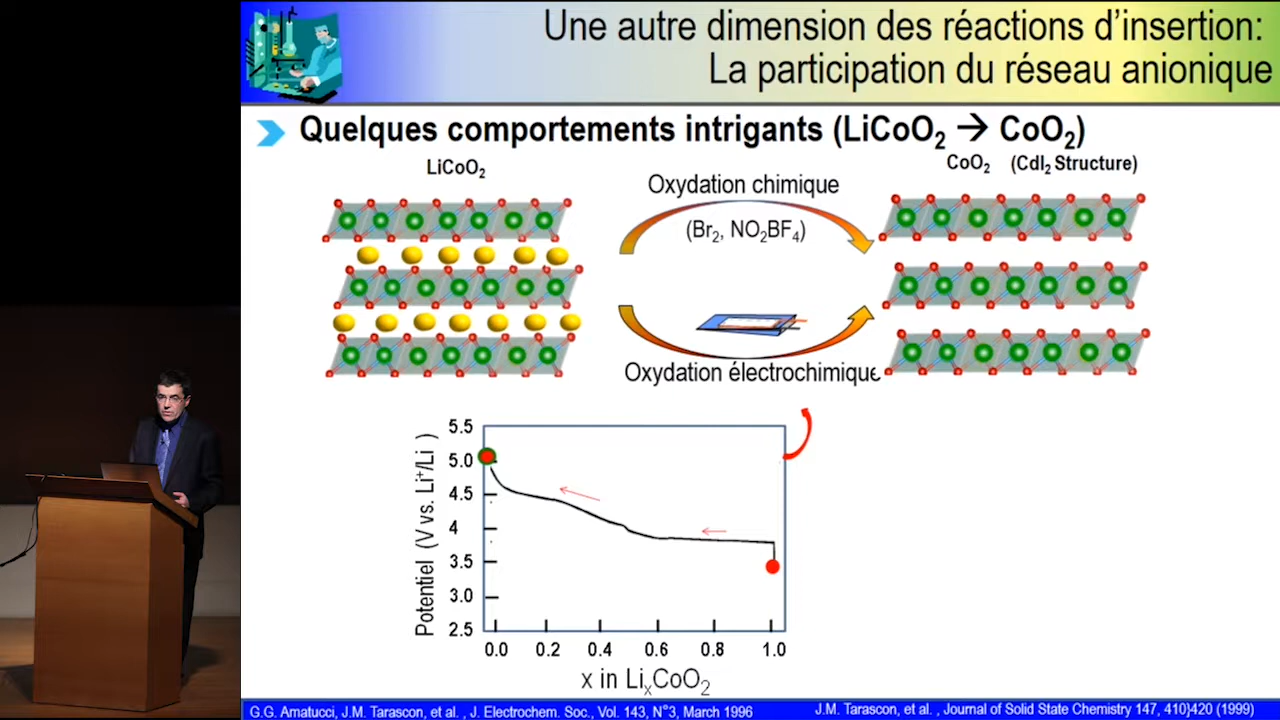 Une autre dimension des réactions d'insertion:
La participation du réseau anionique
Quelques comportements intrigants (LiCoO₂ → CoO₂)
LiCoO₂
CoO₂ (CdI₂ Structure)
Oxydation chimique
(Br₂, NO₂BF₄)
Oxydation électrochimique
Potentiel (V vs. Li⁺/Li )
5.5
5.0
4.5
4
3.5
3.0
2.5
0.0 0.2 0.4 0.6 0.8 1.0
x in LiₓCoO₂
G.G. Amatucci, J.M. Tarascon, et al. , J. Electrochem. Soc., Vol. 143, N°3, March 1996
J.M. Tarascon, et al. , Journal of Solid State Chemistry 147, 410}420 (1999)